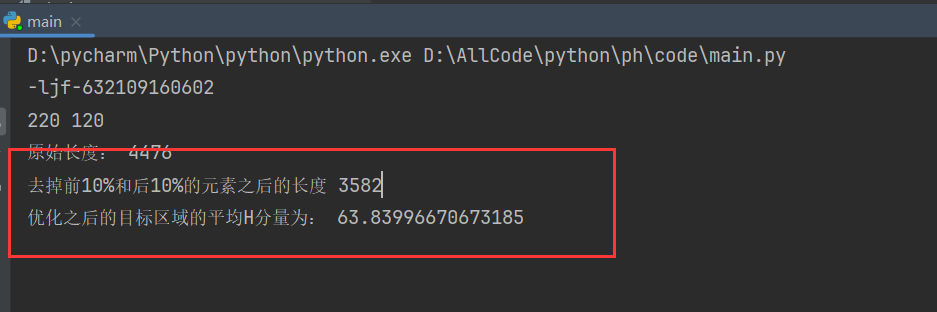 main
D:\pycharm\Python\python\python.exe D:\AllCode\python\ph\code\main.py
-ljf-632109160602
220 120
原始长度： 4476
去掉前10%和后10%的元素之后的长度 3582
优化之后的目标区域的平均H分量为： 63.83996670673185